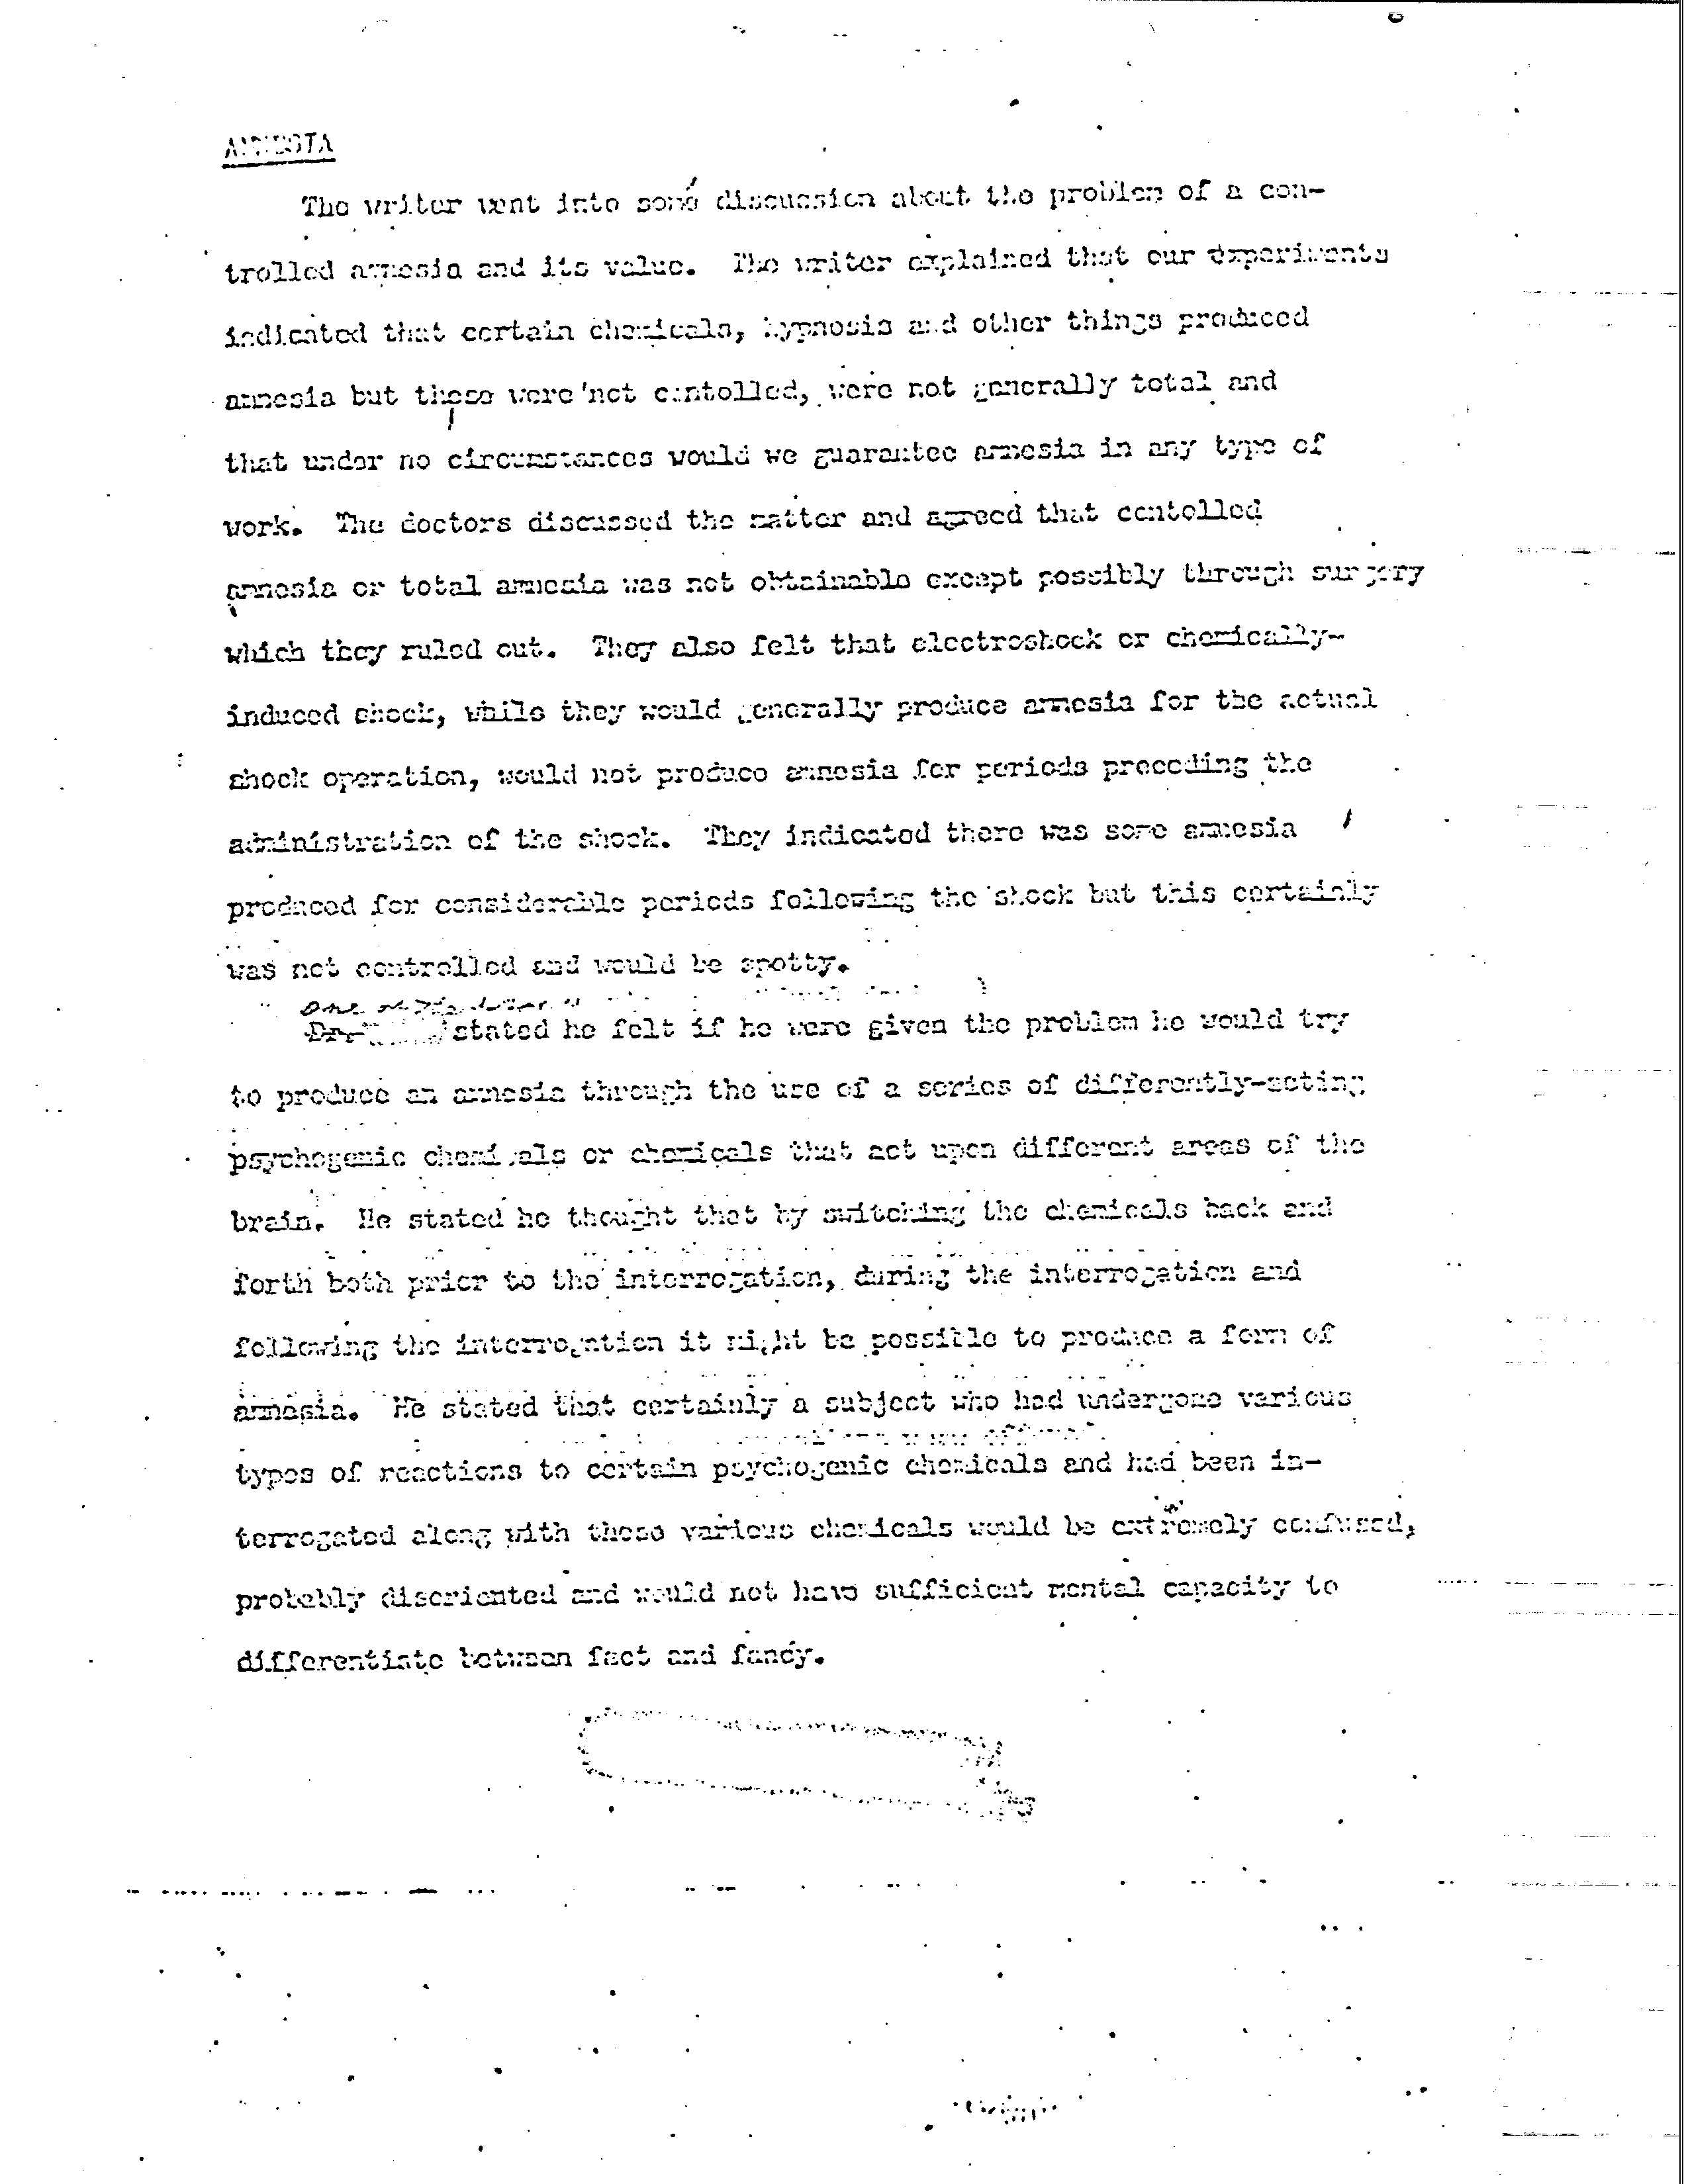 AMNESIA
The writer went into some discussion about the problem of a con-
trolled amnesia and its value. The writer explained that our experiments
indicated that certain chemicals, hypnosis and other things produced
amnesia but these were not contolled, were not generally total and
that under no circumstances would we guarantee amnesia in any type of
work. The doctors discussed the matter and agreed that contolled
amnesia or total amnesia was not obtainable except possibly through surgery
which they ruled out. They also felt that electroshock or chemically-
induced shock, while they would generally produce amnesia for the actual
shock operation, would not produce amnesia for periods preceding the
administration of the shock. They indicated there was some amnesia
produced for considerable periods following the shock but this certainly
was not controlled and would be spotty.
One of the
Dr. stated he felt if he were given the problem he would try
to produce an amnesia through the use of a series of differently-acting
psychogenic chemicals or chemicals that act upon different areas of the
brain. He stated he thought that by switching the chemicals back and
forth both prior to the interrogation, during the interrogation and
following the interrogation it might be possible to produce a form of
amnesia. He stated that certainly a subject who had undergone various
types of reactions to certain psychogenic chemicals and had been in-
terrogated along with these various chemicals would be extremely confused,
probably discriented and would not have sufficient mental capacity to
differentiate between fact and fancy.